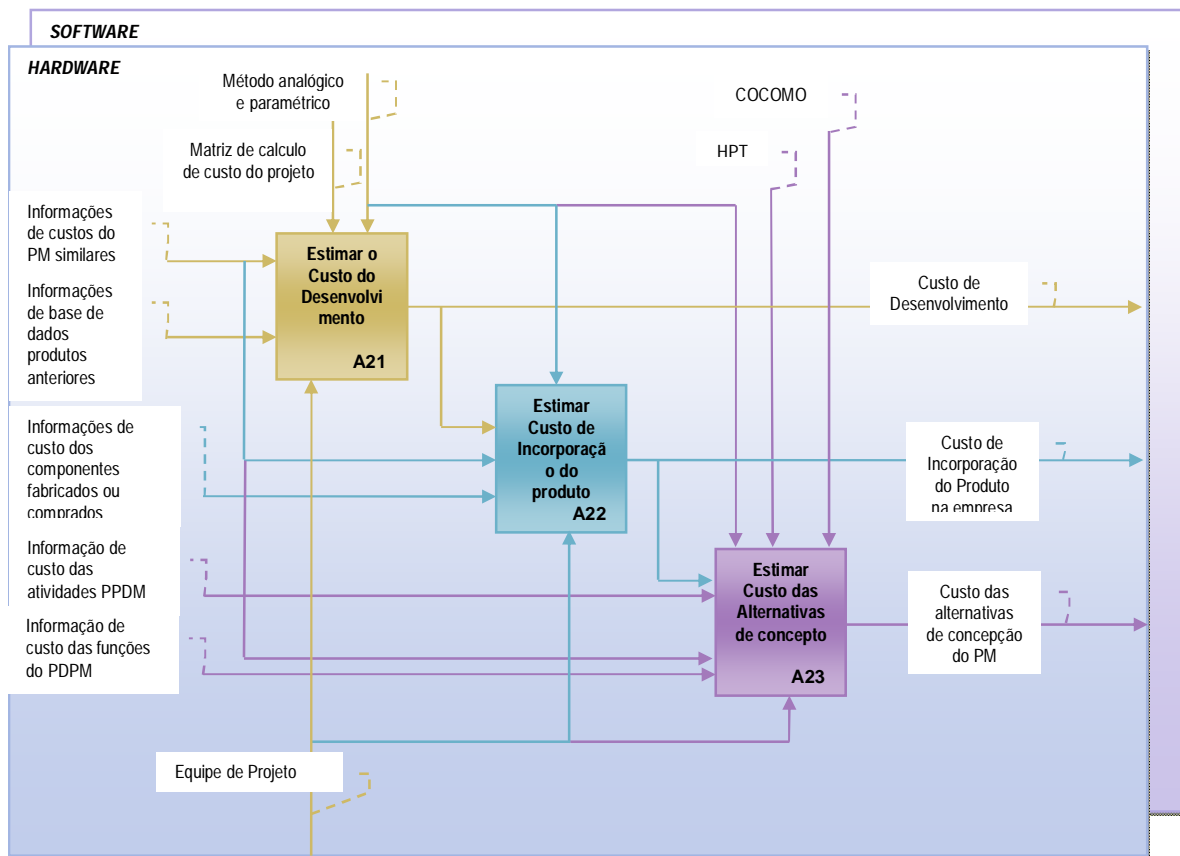 SOFTWARE
HARDWARE
Método analógico
e paramétrico
COCOMO
Matriz de calculo
de custo do projeto
HPT
Informações
de custos do
PM similares
Estimar o
Custo do
Desenvolvi
mento
A21
Custo de
Desenvolvimento
Informações
de base de
dados
produtos
anteriores
Estimar
Custo de
Incorporaçã
o do
produto
A22
Informações de
custo dos
componentes
fabricados ou
comprados
Custo de
Incorporação
do Produto
na empresa
Informação de
custo das
atividades PPDM
Estimar
Custo das
Alternativas
de concepto
A23
Custo das
alternativas
de concepção
do PM
Informação de
custo das funções
do PDPM
Equipe de Projeto